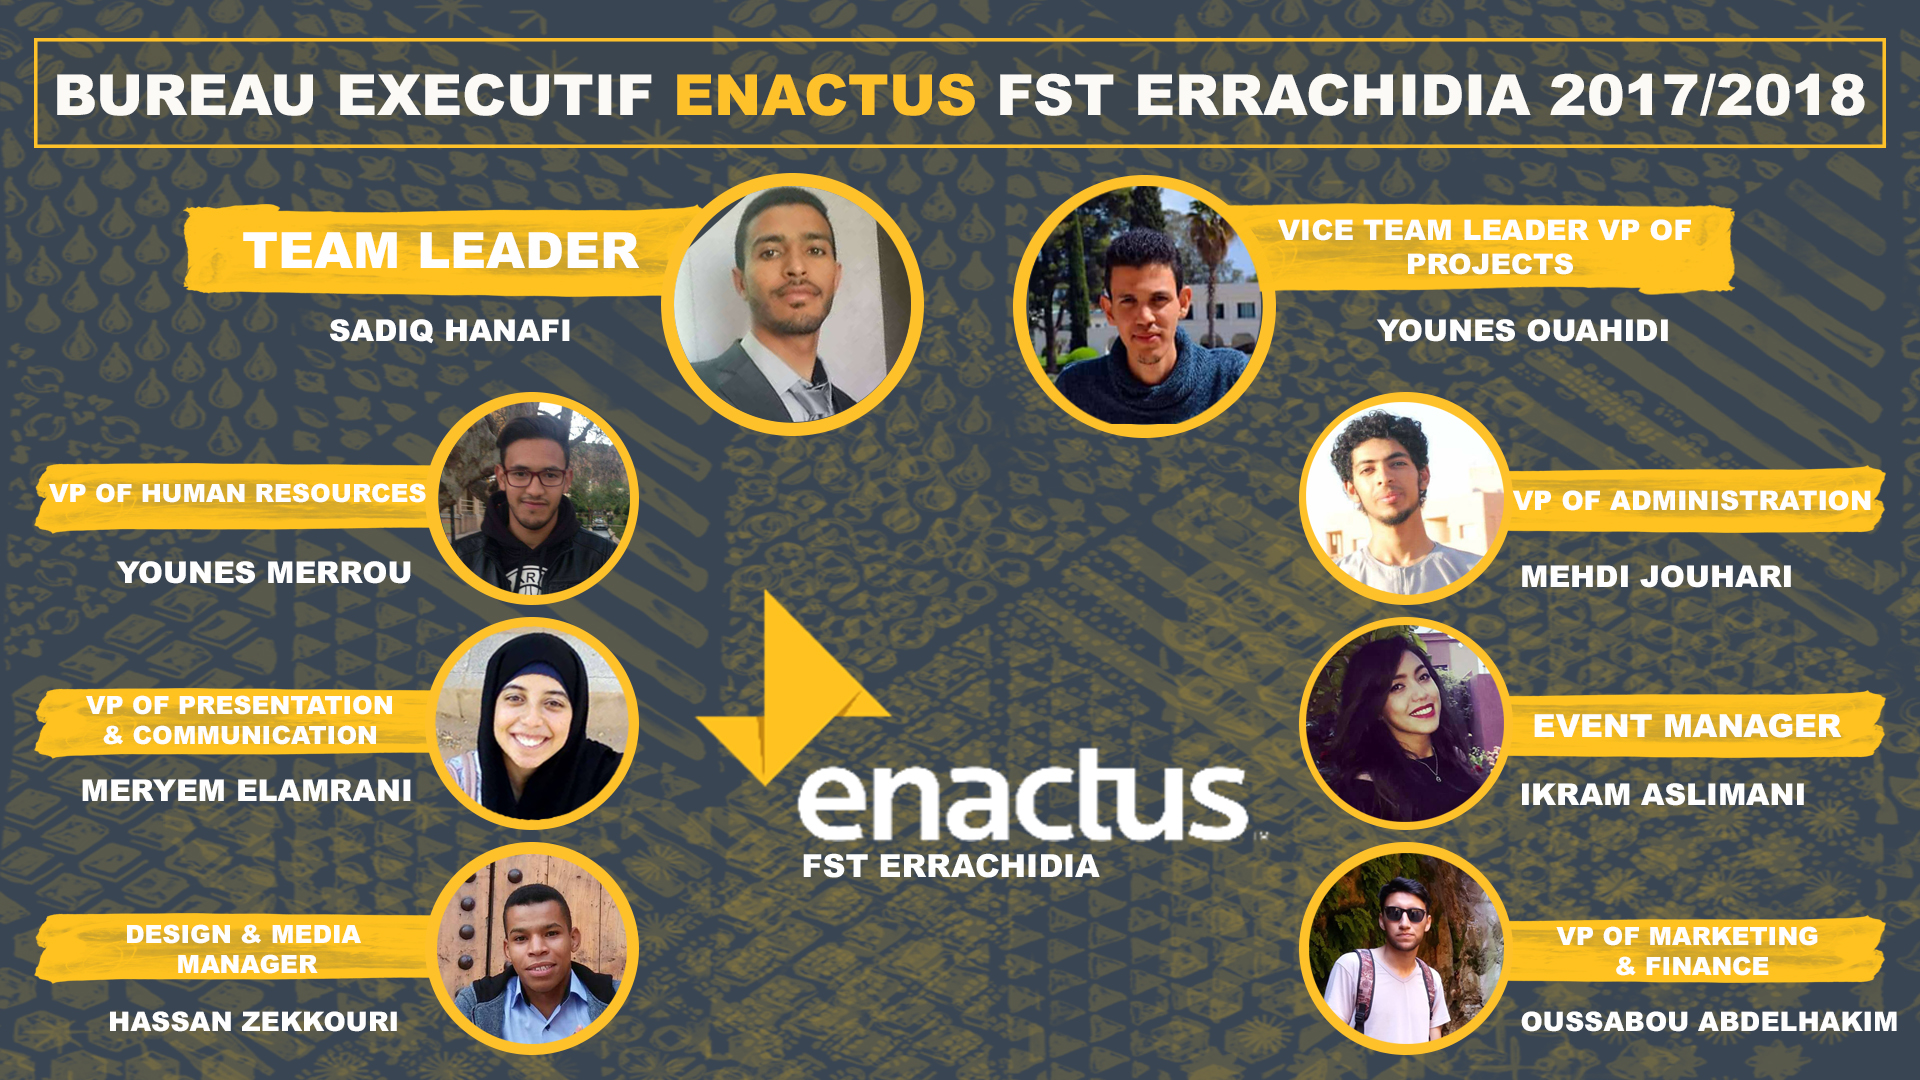 BUREAU EXECUTIF ENACTUS FST ERRACHIDIA 2017/2018
TEAM LEADER
SADIQ HANAFI
VICE TEAM LEADER VP OF
PROJECTS
YOUNES OUAHIDI
VP OF HUMAN RESOURCES
YOUNES MERROU
VP OF ADMINISTRATION
MEHDI JOUHARI
VP OF PRESENTATION
& COMMUNICATION
MERYEM ELAMRANI
EVENT MANAGER
IKRAM ASLIMANI
enactus
FST ERRACHIDIA
DESIGN & MEDIA
MANAGER
HASSAN ZEKKOURI
VP OF MARKETING
& FINANCE
OUSSABOU ABDELHAKIM